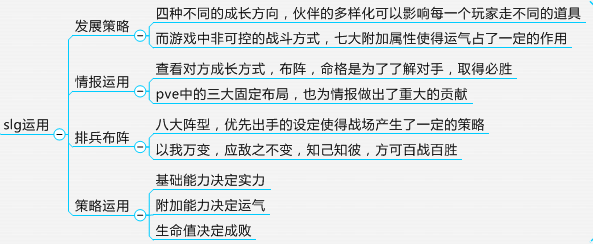 slg运用
发展策略
四种不同的成长方向，伙伴的多样化可以影响每一个玩家走不同的道具
而游戏中非可控的战斗方式，七大附加属性使得运气占了一定的作用
情报运用
查看对方成长方式，布阵，命格是为了了解对手，取得必胜
pve中的三大固定布局，也为情报做出了重大的贡献
排兵布阵
八大阵型，优先出手的设定使得战场产生了一定的策略
以我万变，应敌之不变，知己知彼，方可百战百胜
策略运用
基础能力决定实力
附加能力决定运气
生命值决定成败